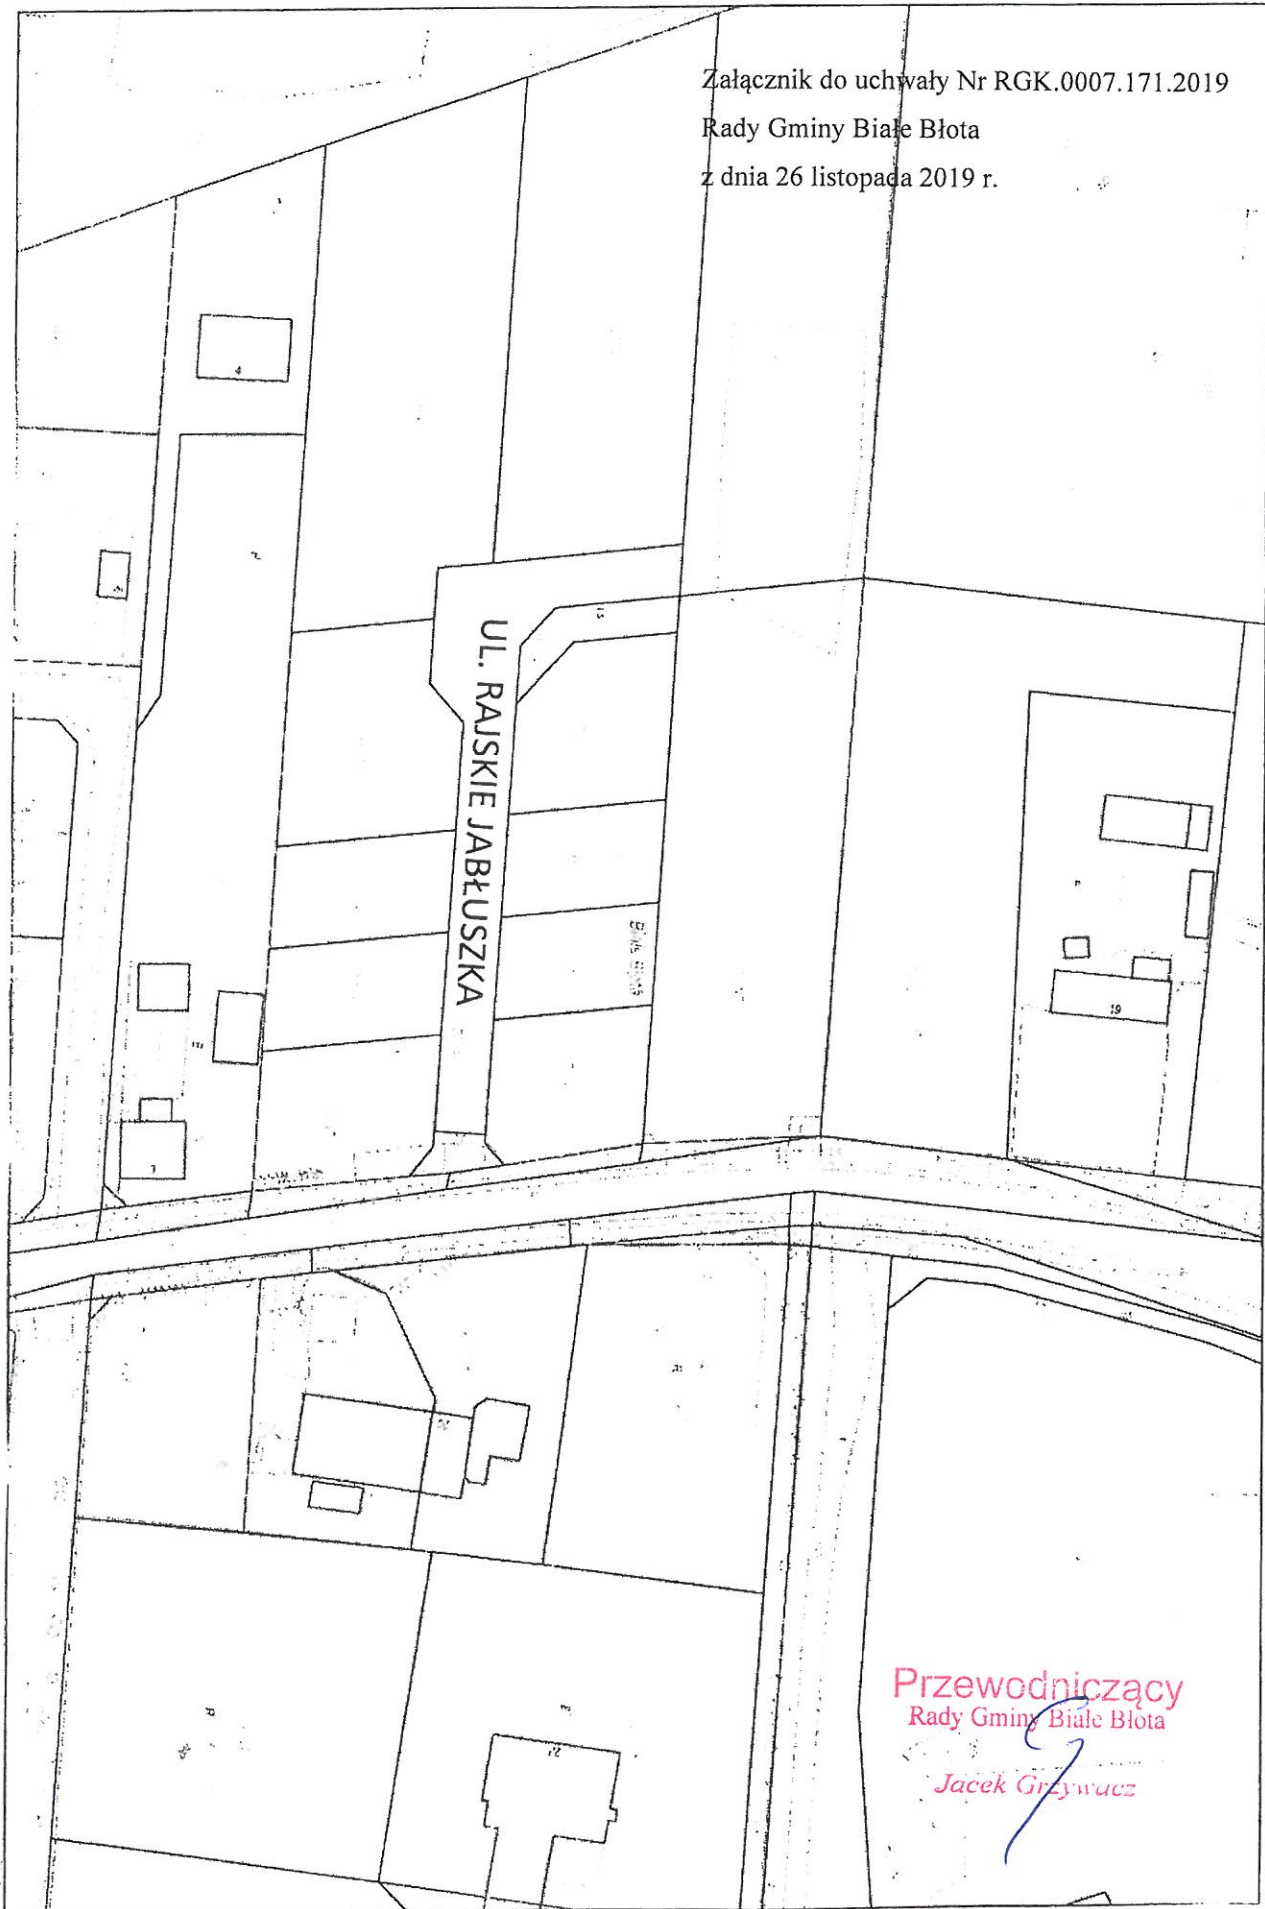 Załącznik do uchwały Nr RGK.0007.171.2019
Rady Gminy Białe Błota
z dnia 26 listopada 2019 r.
4
UL. RAJSKIE JABŁUSZKA
19
Przewodniczący
Rady Gminy Białe Błota
Jacek Grzywacz